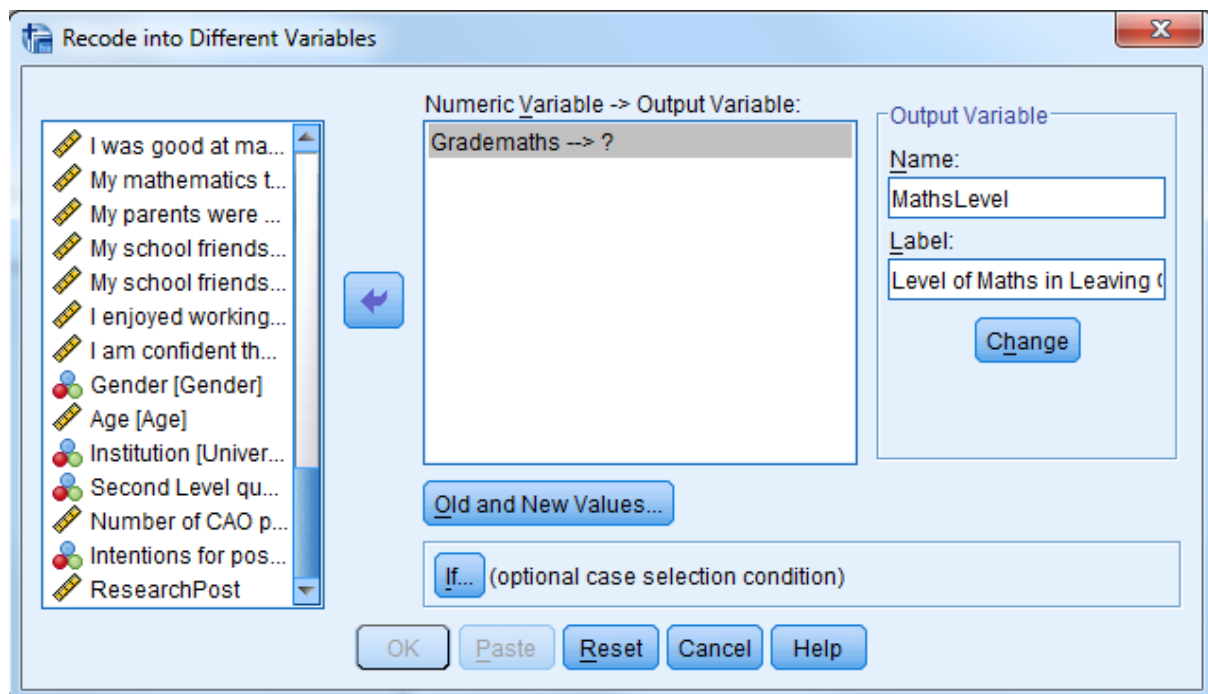 Recode into Different Variables
I was good at ma...
My mathematics t...
My parents were ...
My school friends...
My school friends...
I enjoyed working...
I am confident th...
Gender [Gender]
Age [Age]
Institution [Univer...
Second Level qu...
Number of CAO p...
Intentions for pos...
ResearchPost
Numeric Variable -> Output Variable:
Grademaths --> ?
Output Variable
Name:
MathsLevel
Label:
Level of Maths in Leaving
Change
Old and New Values...
If... (optional case selection condition)
OK Paste Reset Cancel Help